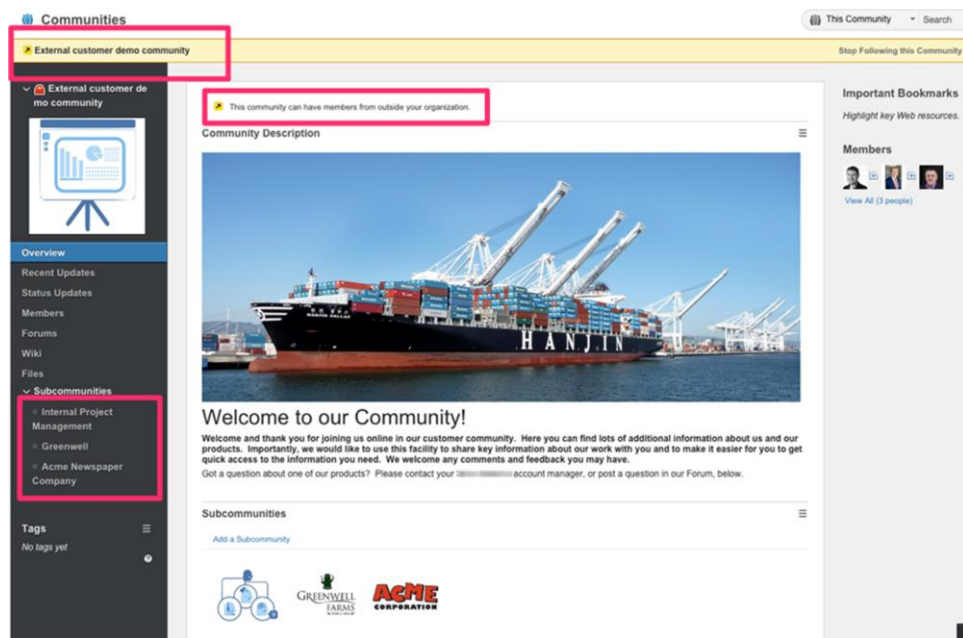 Communities
This Community
Search
External customer demo community
Stop Following this Community
External customer de
mo community
This community can have members from outside your organization.
Community Description
HANJIN
Overview
Recent Updates
Status Updates
Members
Forums
Wiki
Files
Subcommunities
Internal Project
Management
Greenwell
Acme Newspaper
Company
Tags
No tags yet
Welcome to our Community!
Welcome and thank you for joining us online in our customer community. Here you can find lots of additional information about us and our
products. Importantly, we would like to use this facility to share key information about our work with you and to make it easier for you to get
quick access to the information you need. We welcome any comments and feedback you may have.
Got a question about one of our products? Please contact your account manager, or post a question in our Forum, below.
Subcommunities
Add a Subcommunity
GREENWELL
FARMS
ACME
CORPORATION
Important Bookmarks
Highlight key Web resources.
Members
View All (3 people)